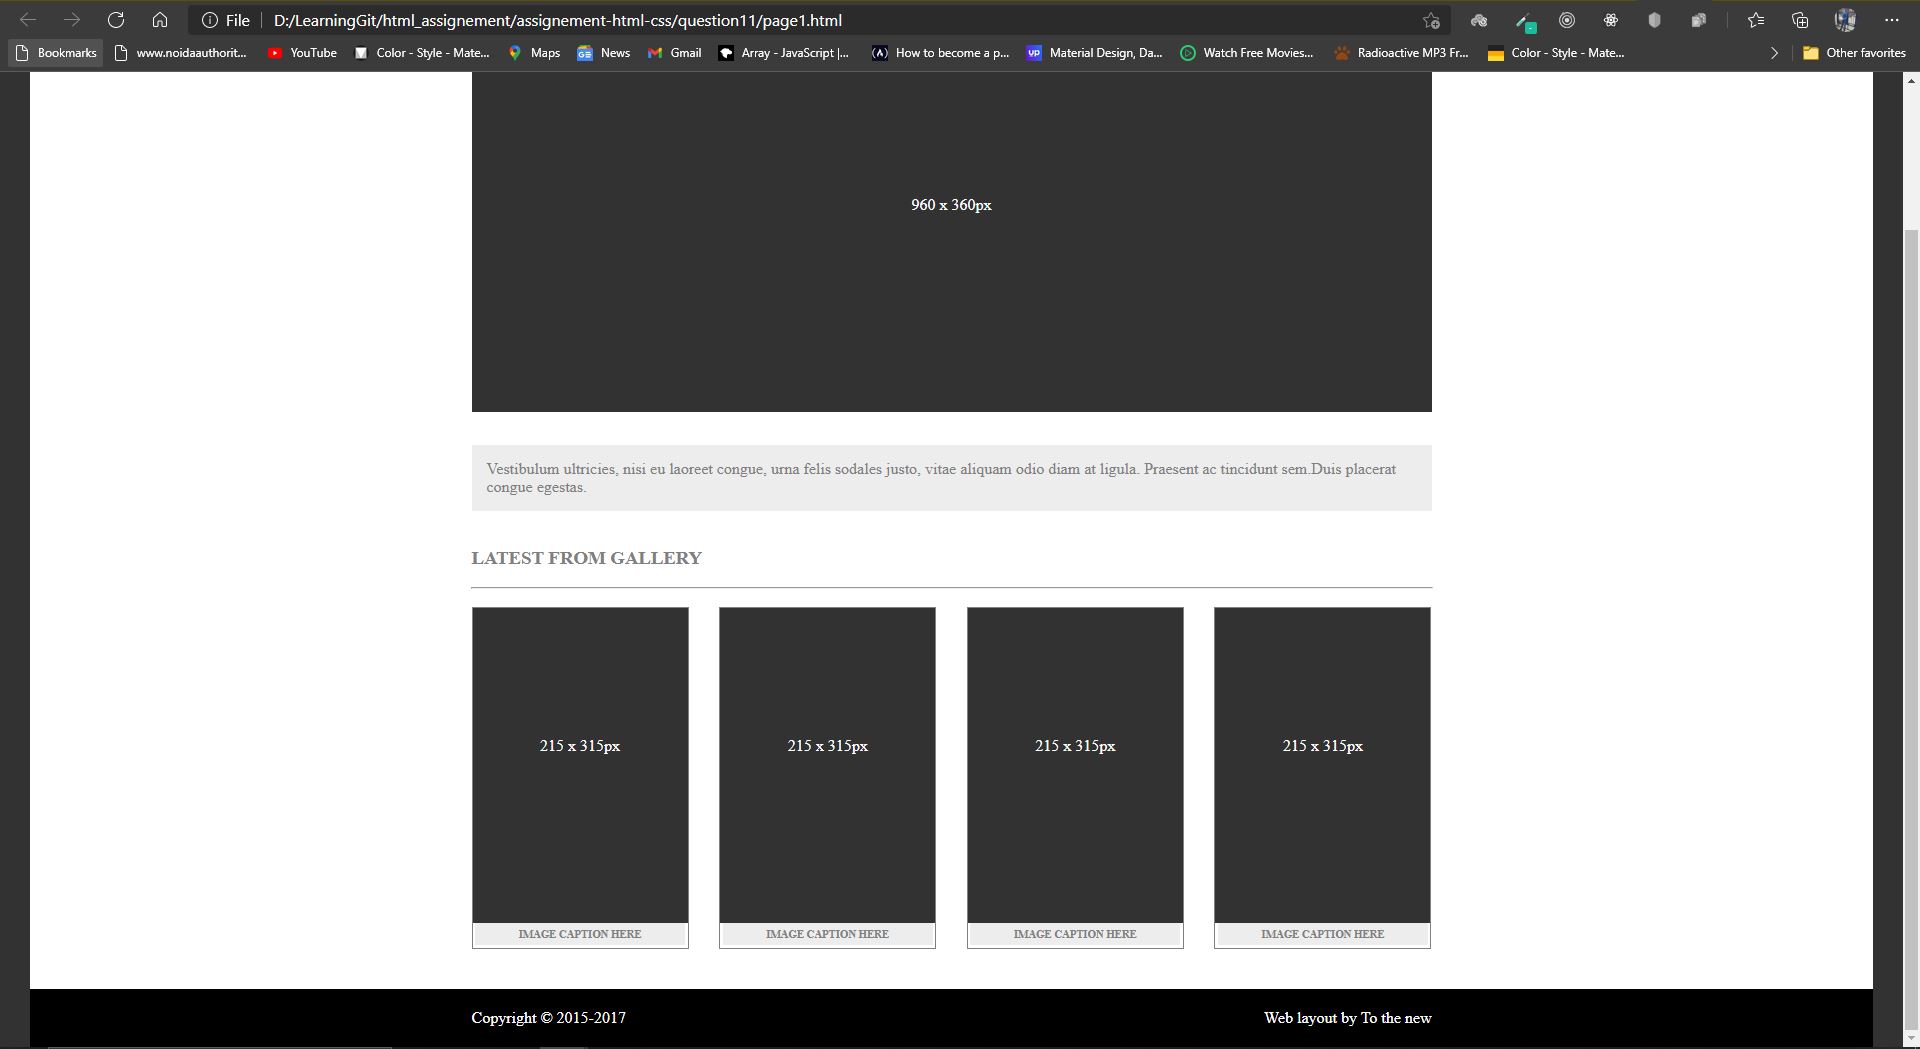 File D:/LearningGit/html_assignement/assignement-html-css/question11/page1.html
Bookmarks www.noidaauthorit... YouTube Color - Style - Mate... Maps News Gmail Array - JavaScript |... How to become a p... Material Design, Da... Watch Free Movies... Radioactive MP3 Fr... Color - Style - Mate... Other favorites
960 x 360px
Vestibulum ultricies, nisi eu laoreet congue, urna felis sodales justo, vitae aliquam odio diam at ligula. Praesent ac tincidunt sem.Duis placerat
congue egestas.
LATEST FROM GALLERY
215 x 315px 215 x 315px 215 x 315px 215 x 315px
IMAGE CAPTION HERE IMAGE CAPTION HERE IMAGE CAPTION HERE IMAGE CAPTION HERE
Copyright © 2015-2017 Web layout by To the new